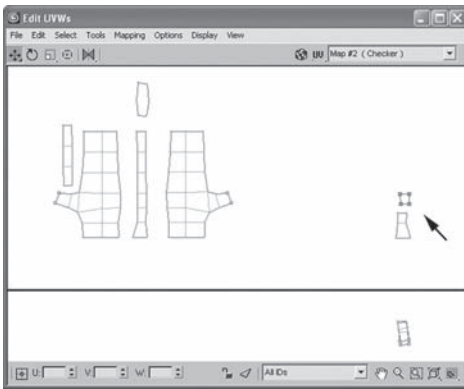 Edit UVWs
File Edit Select Tools Mapping Options Display View
UV Map #2 ( Checker )
U: V: W: All IDs